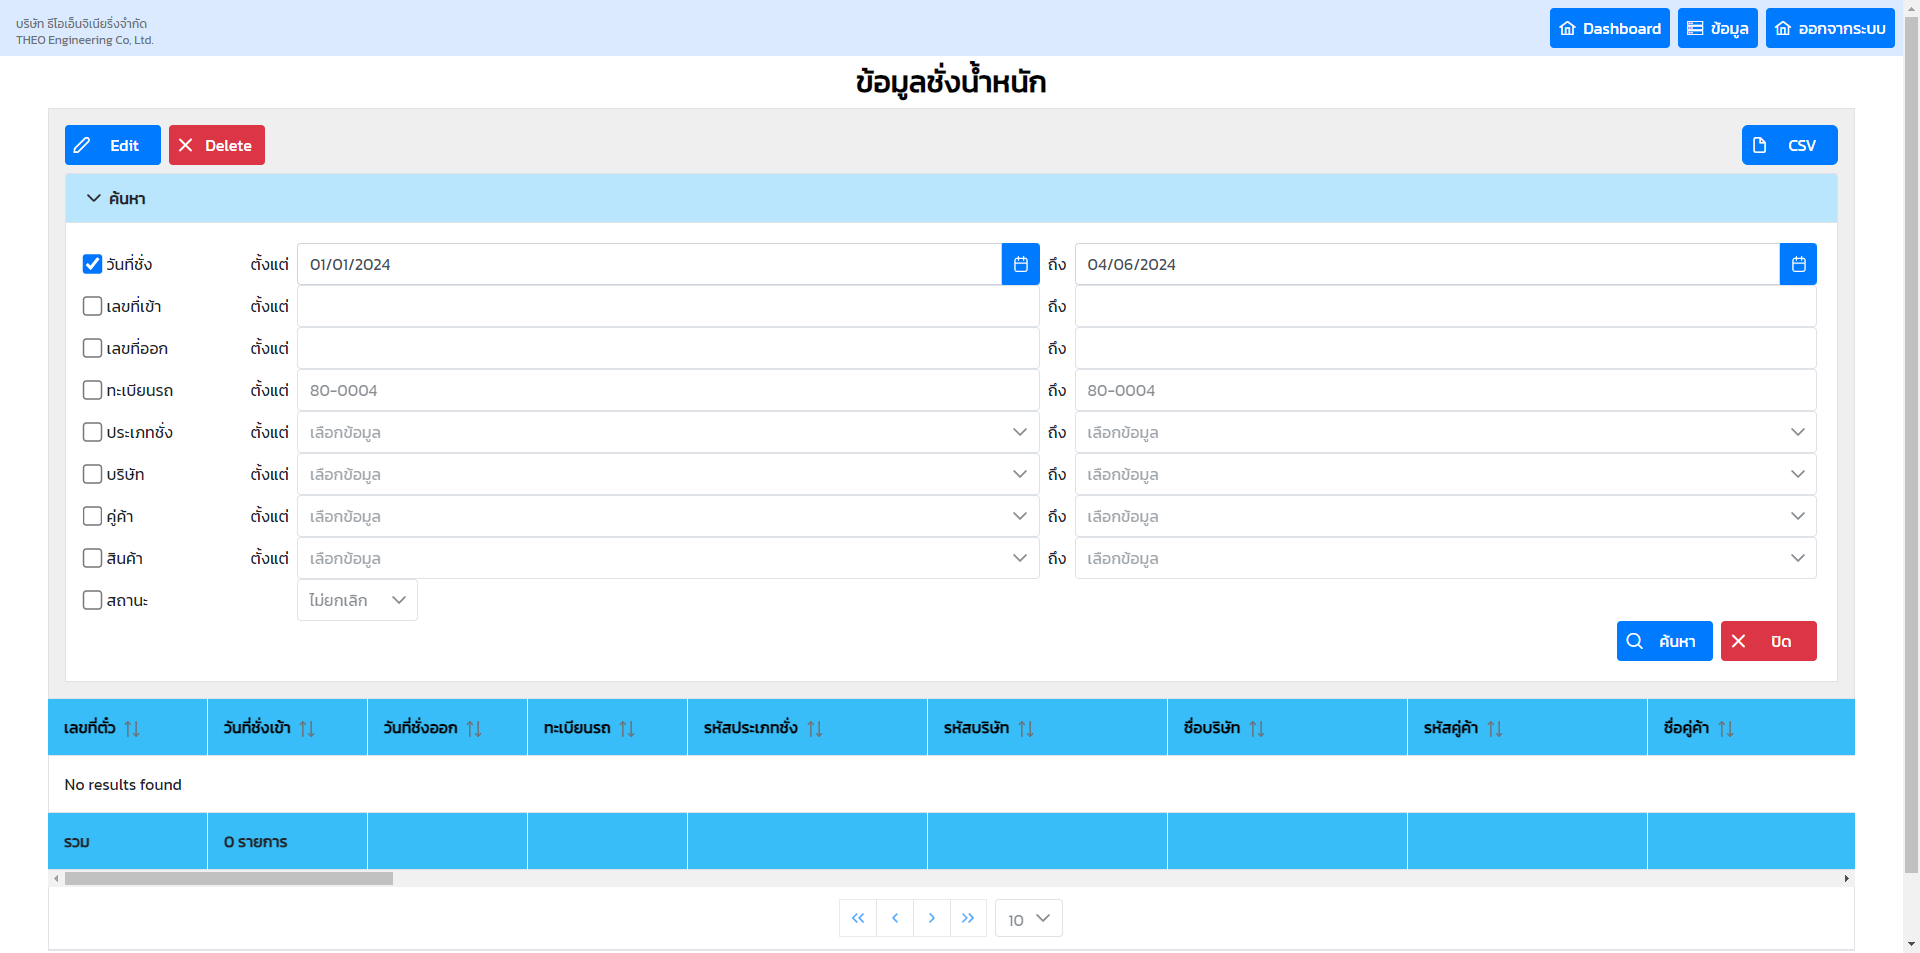 บริษัท ธีโอเอ็นจิเนียริ่งจำกัด
THEO Engineering Co, Ltd.
Dashboard ข้อมูล ออกจากระบบ
ข้อมูลชั่งน้ำหนัก
Edit Delete CSV
ค้นหา
วันที่ชั่ง ตั้งแต่ 01/01/2024 ถึง 04/06/2024
เลขที่เข้า ตั้งแต่ ถึง
เลขที่ออก ตั้งแต่ ถึง
ทะเบียนรถ ตั้งแต่ 80-0004 ถึง 80-0004
ประเภทชั่ง ตั้งแต่ เลือกข้อมูล ถึง เลือกข้อมูล
บริษัท ตั้งแต่ เลือกข้อมูล ถึง เลือกข้อมูล
คู่ค้า ตั้งแต่ เลือกข้อมูล ถึง เลือกข้อมูล
สินค้า ตั้งแต่ เลือกข้อมูล ถึง เลือกข้อมูล
สถานะ ไม่ยกเลิก
ค้นหา ปิด
เลขที่ตั๋ว วันที่ชั่งเข้า วันที่ชั่งออก ทะเบียนรถ รหัสประเภทชั่ง รหัสบริษัท ชื่อบริษัท รหัสคู่ค้า ชื่อคู่ค้า
No results found
รวม 0 รายการ
10